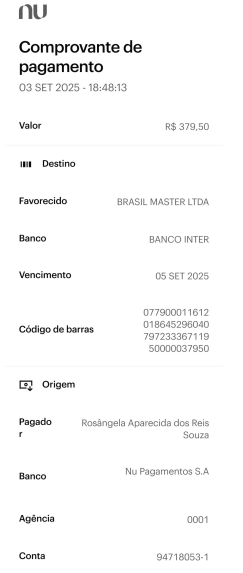 nu
Comprovante de
pagamento
03 SET 2025 - 18:48:13
Valor R$ 379,50
Destino
Favorecido BRASIL MASTER LTDA
Banco BANCO INTER
Vencimento 05 SET 2025
Código de barras 077900011612
018645296040
797233367119
50000037950
Origem
Pagado
r
Rosângela Aparecida dos Reis
Souza
Banco Nu Pagamentos S.A
Agência 0001
Conta 94718053-1